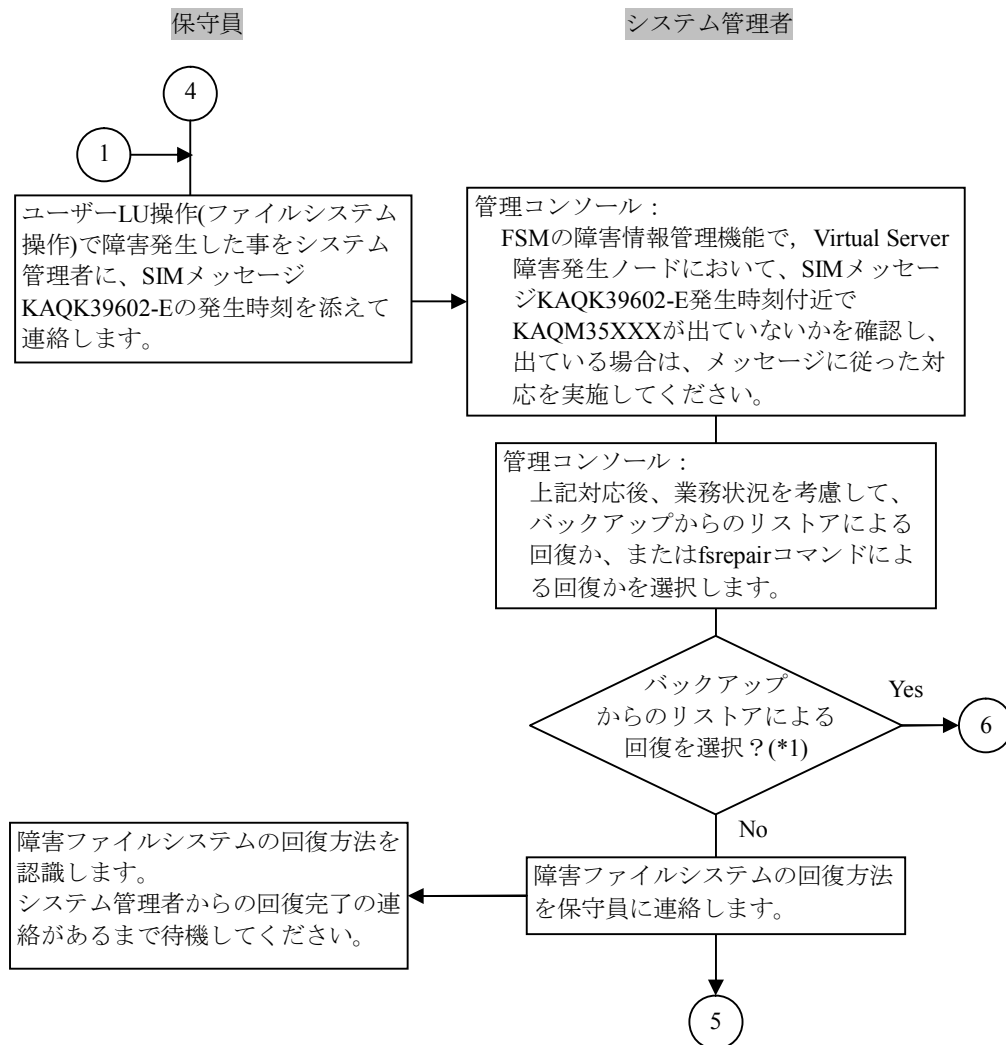 保守員
システム管理者
4
1
ユーザーLU操作(ファイルシステム
操作)で障害発生した事をシステム
管理者に、SIMメッセージ
KAQK39602-Eの発生時刻を添えて
連絡します。
管理コンソール：
FSMの障害情報管理機能で，Virtual Server
障害発生ノードにおいて、SIMメッセー
ジKAQK39602-E発生時刻付近で
KAQM35XXXが出ていないかを確認し、
出ている場合は、メッセージに従った対
応を実施してください。
管理コンソール：
上記対応後、業務状況を考慮して、
バックアップからのリストアによる
回復か、またはfsrepairコマンドによ
る回復かを選択します。
バックアップ
からのリストアによる
回復を選択？(*1)
Yes
6
No
障害ファイルシステムの回復方法を
認識します。
システム管理者からの回復完了の連
絡があるまで待機してください。
障害ファイルシステムの回復方法
を保守員に連絡します。
5